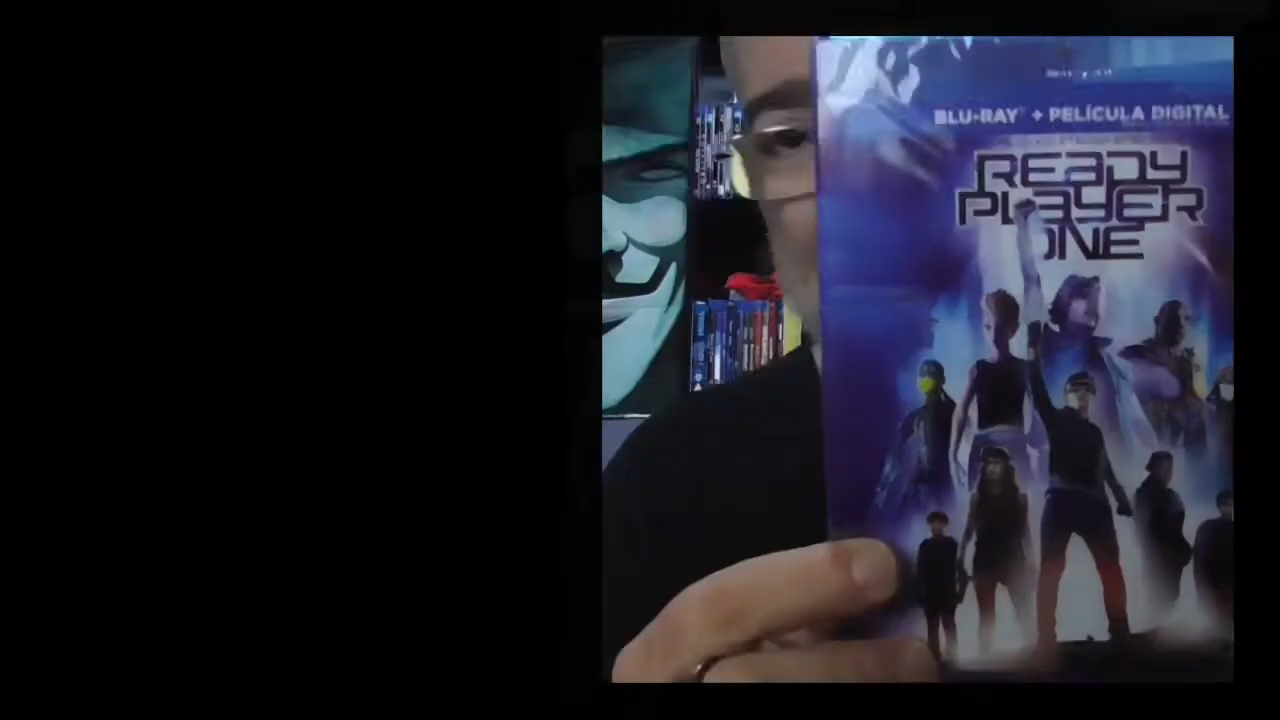 BLU-RAY + PELÍCULA DIGITAL
READY
PLAYER
ONE